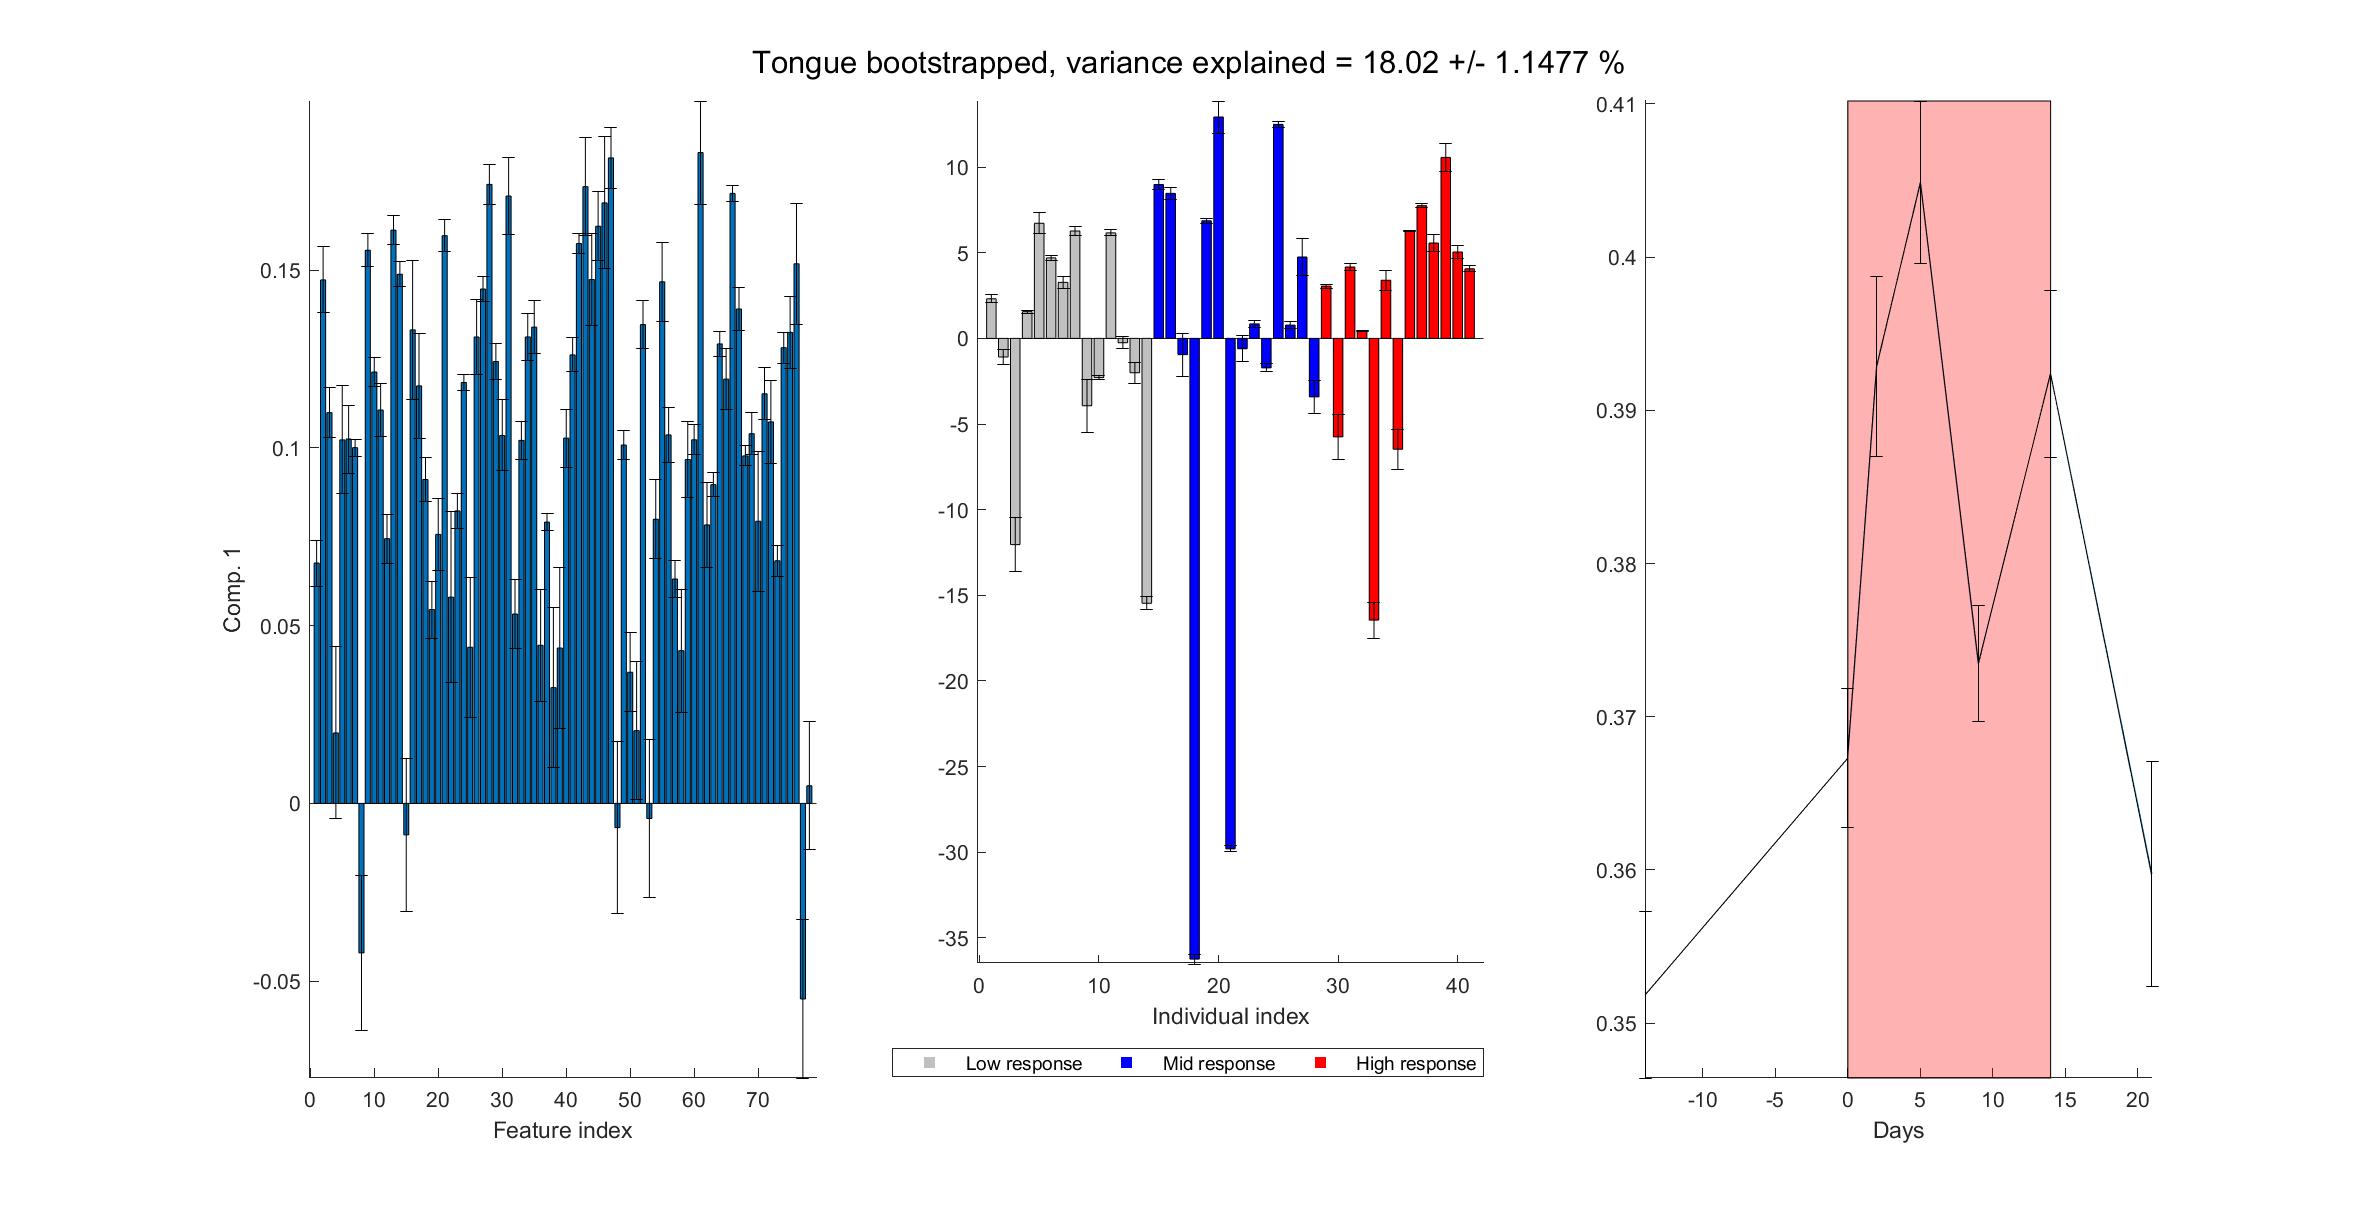 Tongue bootstrapped, variance explained = 18.02 +/- 1.1477 %
Comp. 1
0.15
0.1
0.05
0
-0.05
0 10 20 30 40 50 60 70
Feature index
10
5
0
-5
-10
-15
-20
-25
-30
-35
0 10 20 30 40
Individual index
Low response Mid response High response
0.41
0.4
0.39
0.38
0.37
0.36
0.35
-10 -5 0 5 10 15 20
Days